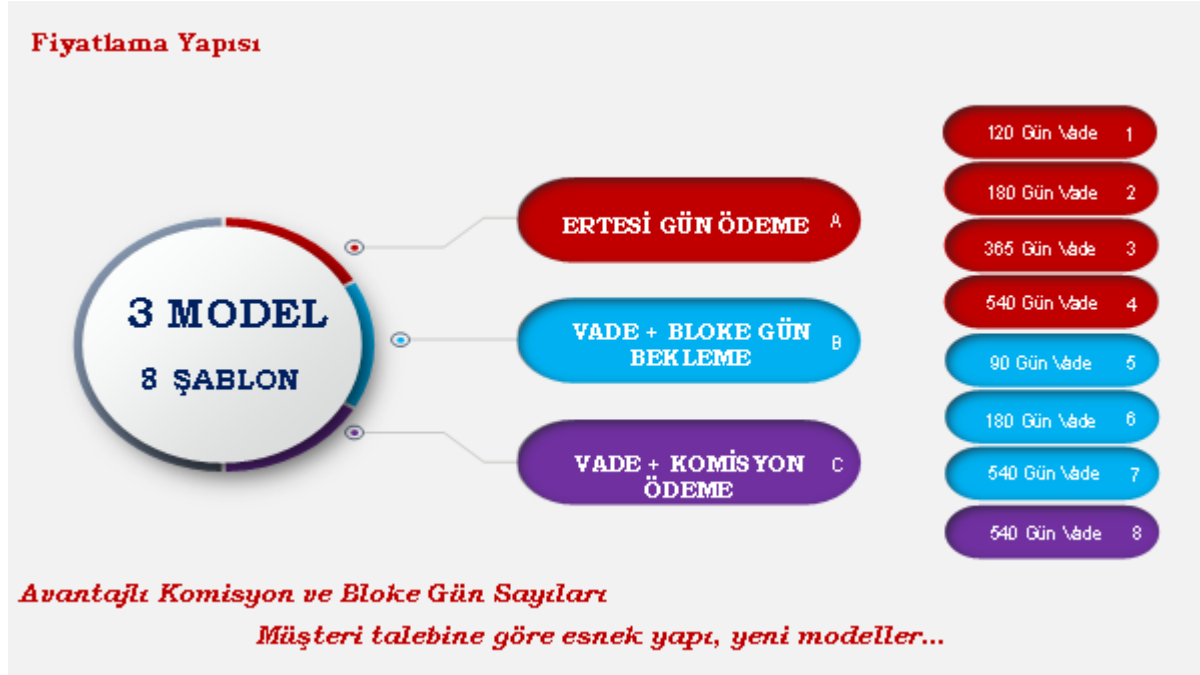 Fiyatlama Yapısı
3 MODEL
8 ŞABLON
ERTESİ GÜN ÖDEME A
VADE + BLOKE GÜN
BEKLEME
B
VADE + KOMİSYON
ÖDEME
C
120 Gün Vade 1
180 Gün Vade 2
365 Gün Vade 3
540 Gün Vade 4
90 Gün Vade 5
180 Gün Vade 6
540 Gün Vade 7
540 Gün Vade 8
Avantajlı Komisyon ve Bloke Gün Sayıları
Müşteri talebine göre esnek yapı, yeni modeller...